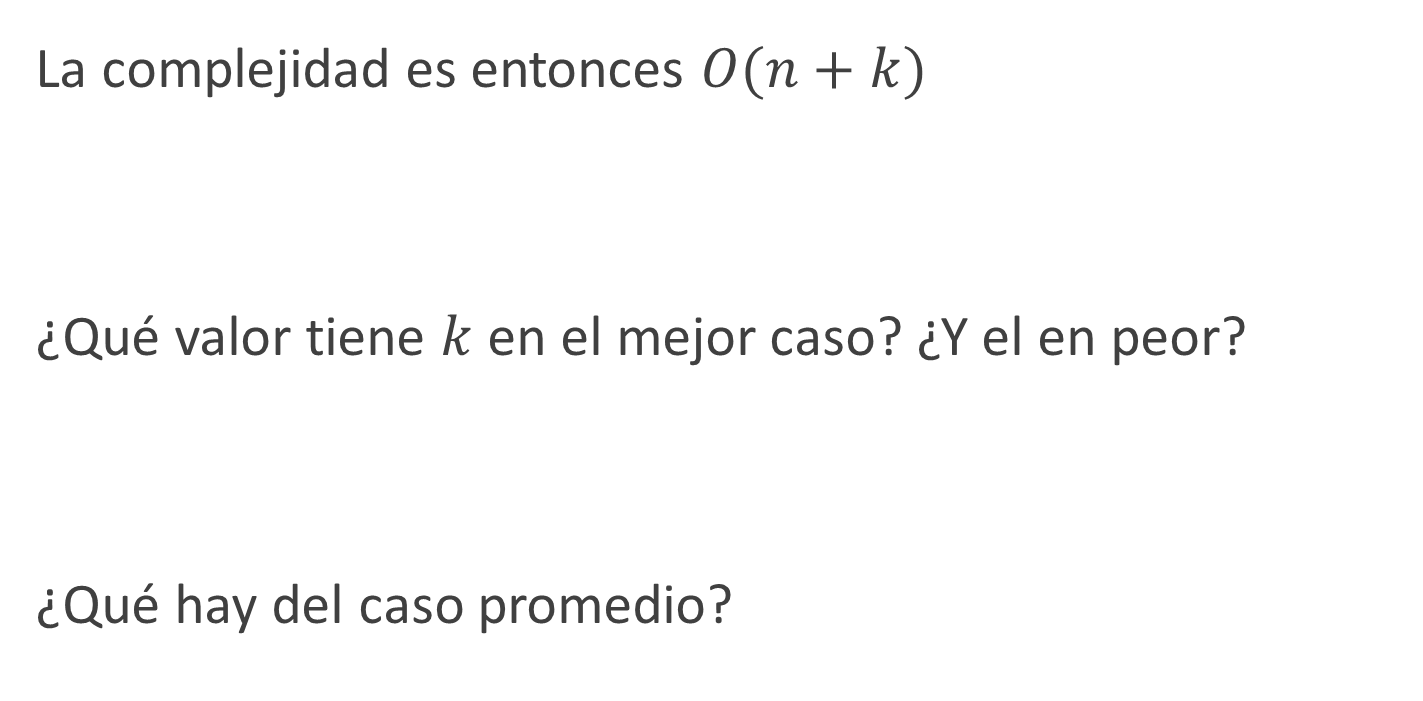 La complejidad es entonces 𝑂(𝑛 + 𝑘)
¿Qué valor tiene 𝑘 en el mejor caso? ¿Y el en peor?
¿Qué hay del caso promedio?